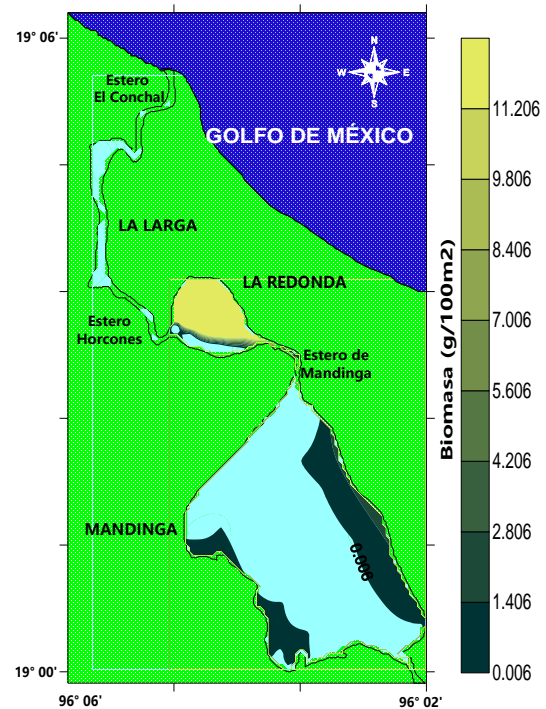 19° 06'
N
W
E
S
Estero
El Conchal
GOLFO DE MÉXICO
LA LARGA
LA REDONDA
Estero
Horcones
Estero de
Mandinga
MANDINGA
0.006
19° 00'
96° 06'
96° 02'
Biomasa (g/100m2)
11.206
9.806
8.406
7.006
5.606
4.206
2.806
1.406
0.006